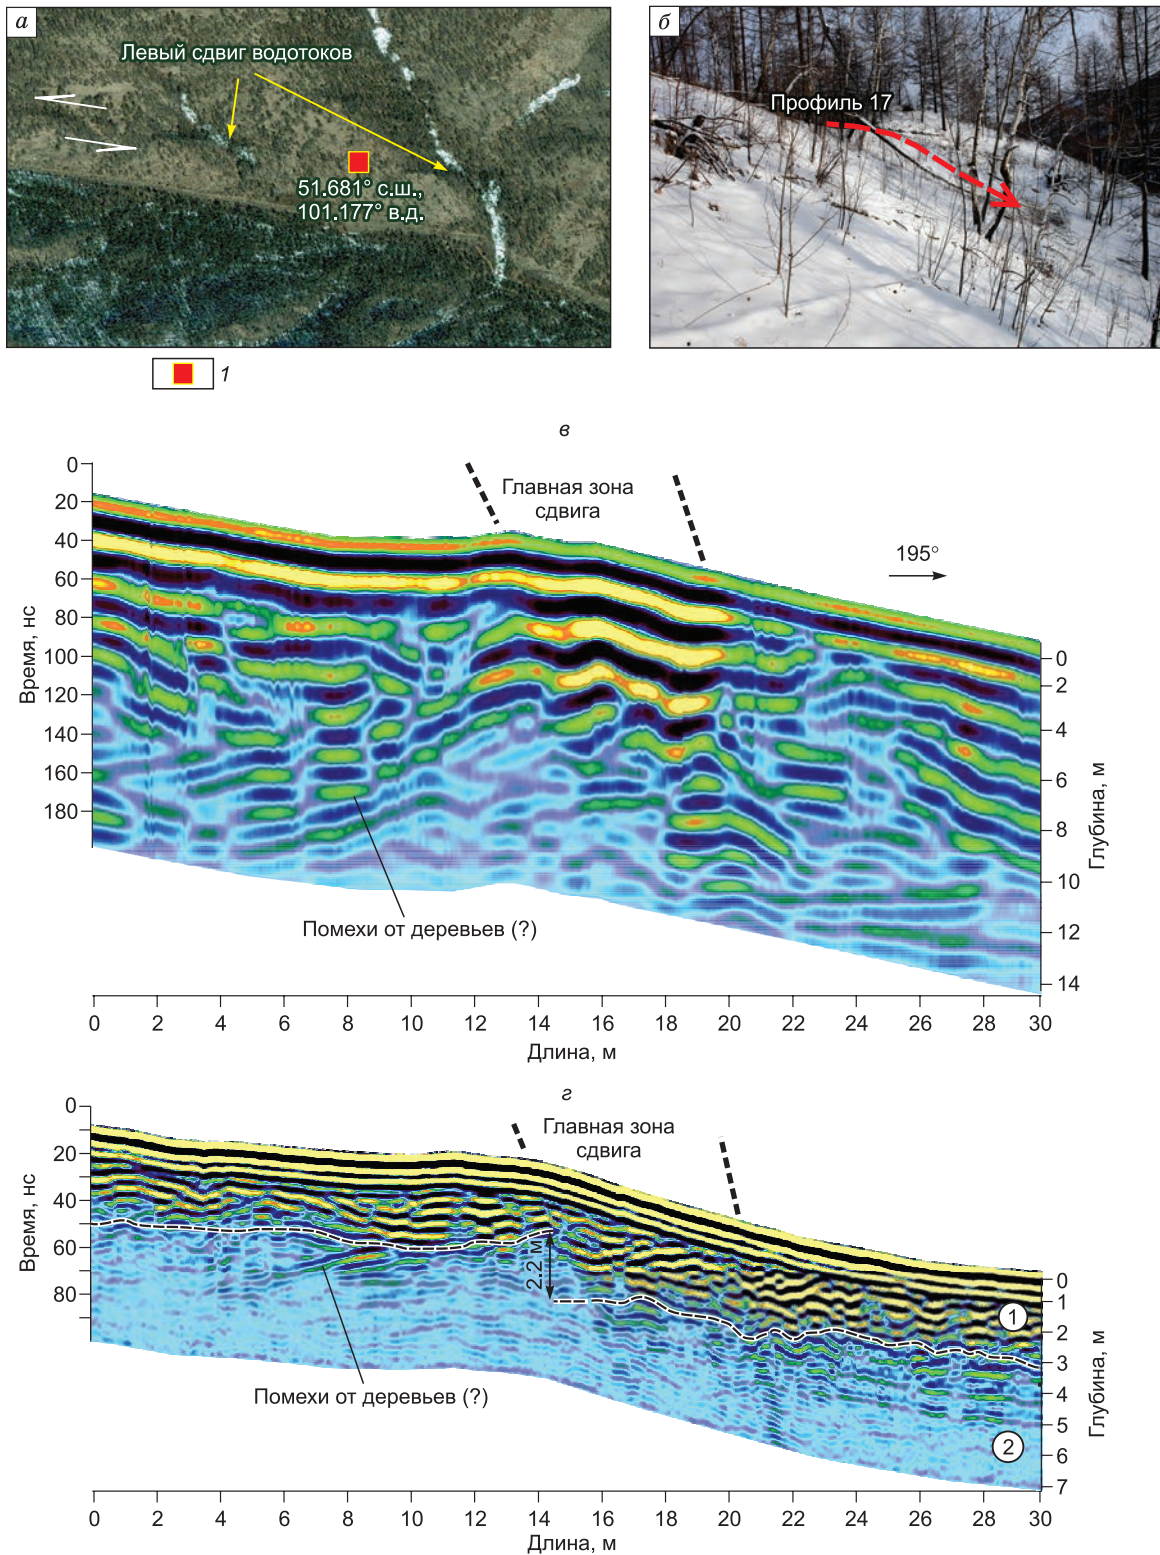 а
Левый сдвиг водотоков
51.681° с.ш.,
101.177° в.д.
б
Профиль 17
1
в
Главная зона
сдвига
195°
Время, нс
0
20
40
60
80
100
120
140
160
180
0
2
4
6
8
10
12
14
Глубина, м
Помехи от деревьев (?)
0 2 4 6 8 10 12 14 16 18 20 22 24 26 28 30
Длина, м
г
Главная зона
сдвига
Время, нс
0
20
40
60
80
2.2 м
0
1
2
3
4
5
6
7
Глубина, м
1
2
Помехи от деревьев (?)
0 2 4 6 8 10 12 14 16 18 20 22 24 26 28 30
Длина, м